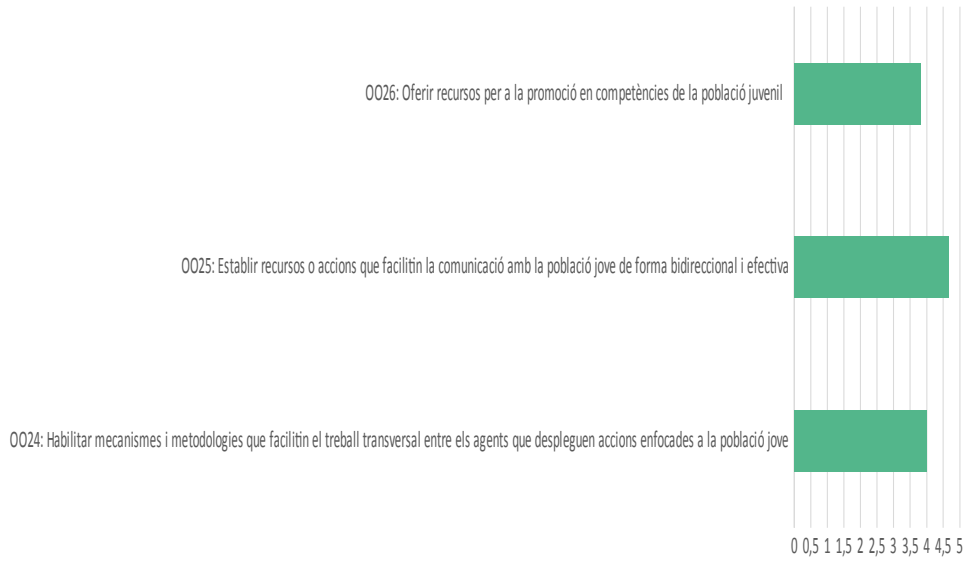 OO26: Oferir recursos per a la promoció en competències de la població juvenil
OO25: Establir recursos o accions que facilitin la comunicació amb la població jove de forma bidireccional i efectiva
OO24: Habilitar mecanismes i metodologies que facilitin el treball transversal entre els agents que despleguen accions enfocades a la població jove
0 0,5 1 1,5 2 2,5 3 3,5 4 4,5 5